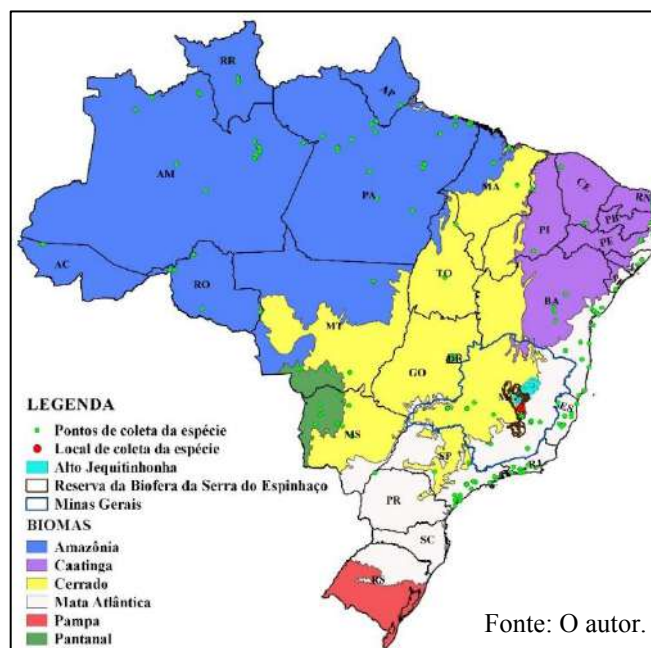 RR
AP
AM
PA
MA
CE
RN
PB
PE
PI
AC
RO
TO
BA
MT
GO
DF
MS
ES
SP
RJ
PR
SC
RS
LEGENDA
Pontos de coleta da espécie
Local de coleta da espécie
Alto Jequitinhonha
Reserva da Biofera da Serra do Espinhaço
Minas Gerais
BIOMAS
Amazônia
Caatinga
Cerrado
Mata Atlântica
Pampa
Pantanal
Fonte: O autor.